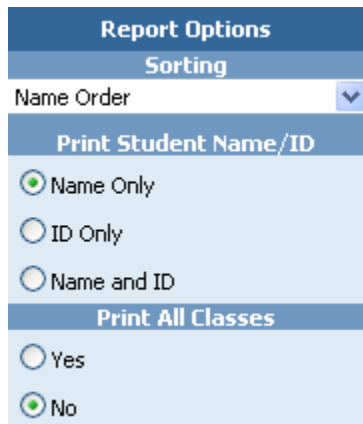 Report Options
Sorting
Name Order
Print Student Name/ID
Name Only
ID Only
Name and ID
Print All Classes
Yes
No